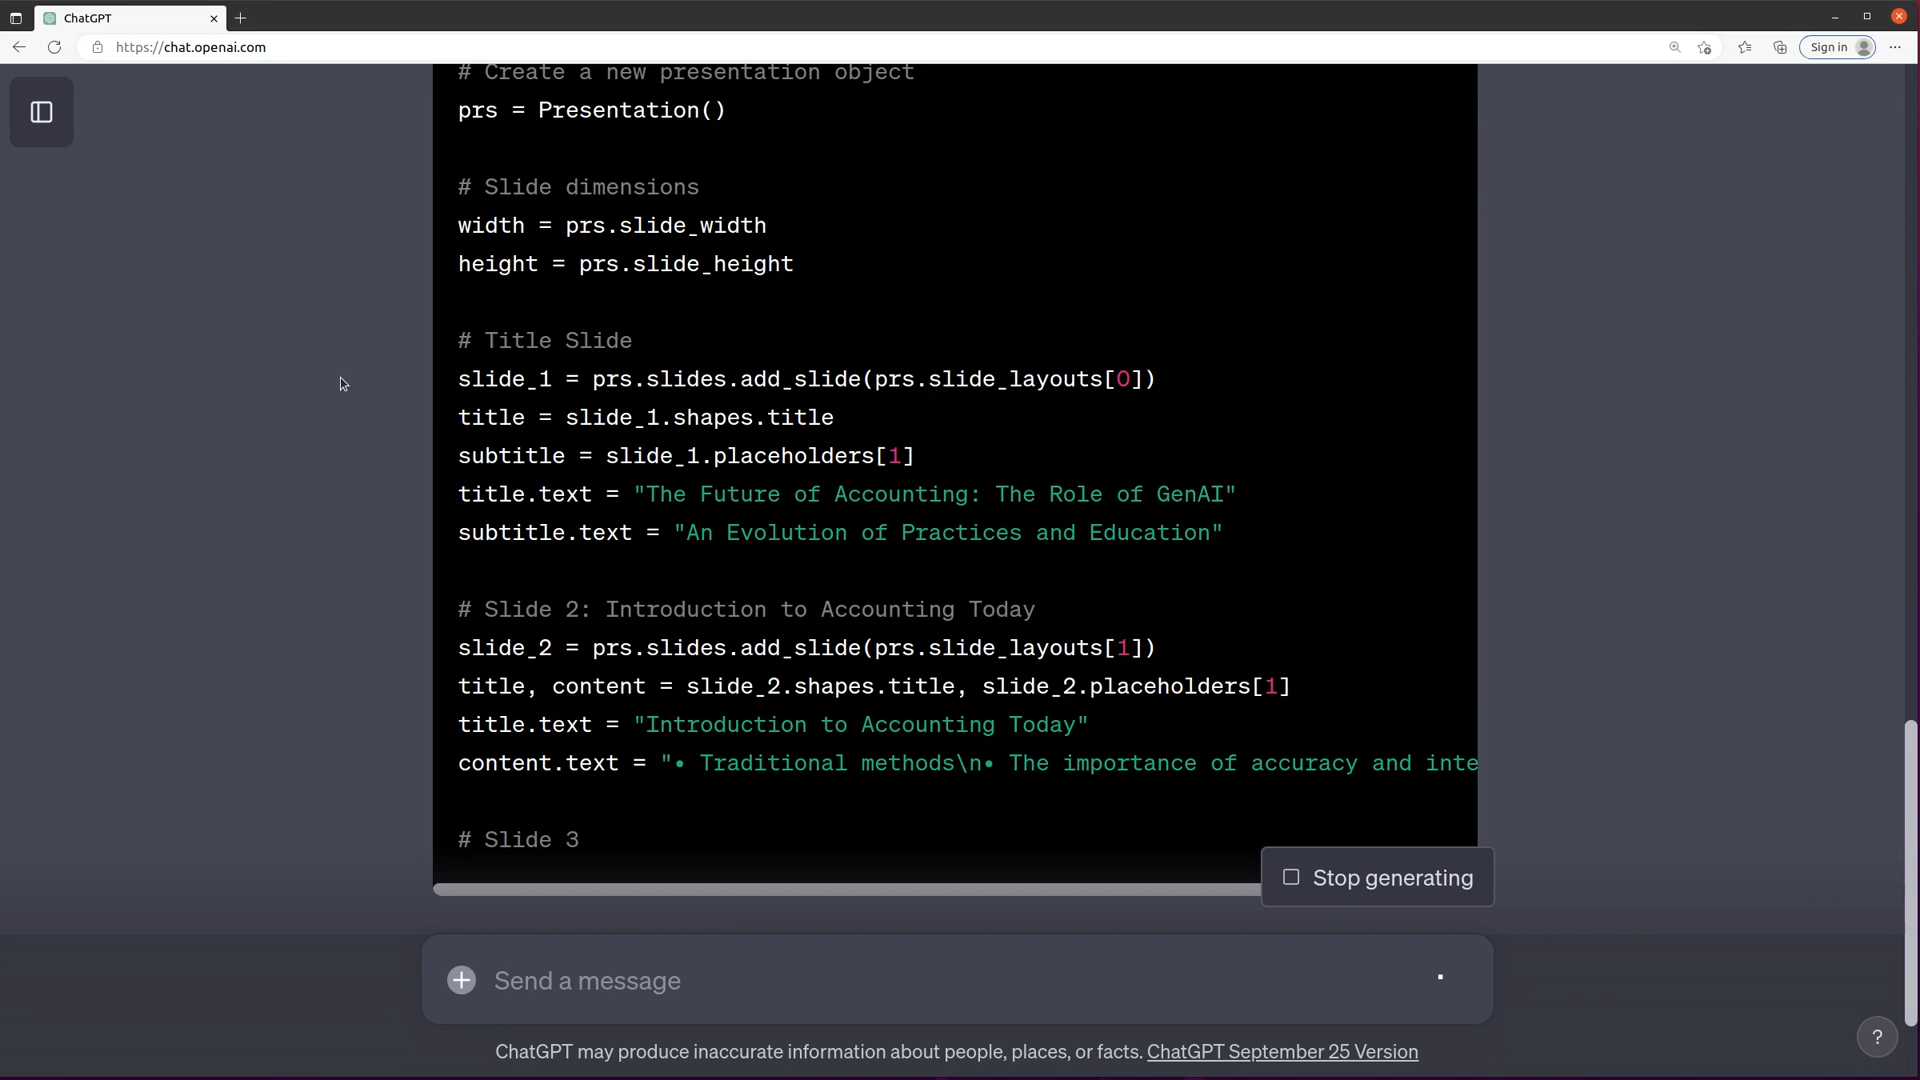 ChatGPT
https://chat.openai.com
Sign in
# Create a new presentation object
prs = Presentation()
# Slide dimensions
width = prs.slide_width
height = prs.slide_height
# Title Slide
slide_1 = prs.slides.add_slide(prs.slide_layouts[0])
title = slide_1.shapes.title
subtitle = slide_1.placeholders[1]
title.text = "The Future of Accounting: The Role of GenAI"
subtitle.text = "An Evolution of Practices and Education"
# Slide 2: Introduction to Accounting Today
slide_2 = prs.slides.add_slide(prs.slide_layouts[1])
title, content = slide_2.shapes.title, slide_2.placeholders[1]
title.text = "Introduction to Accounting Today"
content.text = "• Traditional methods\n• The importance of accuracy and inte
# Slide 3
Stop generating
Send a message
ChatGPT may produce inaccurate information about people, places, or facts. ChatGPT September 25 Version
?